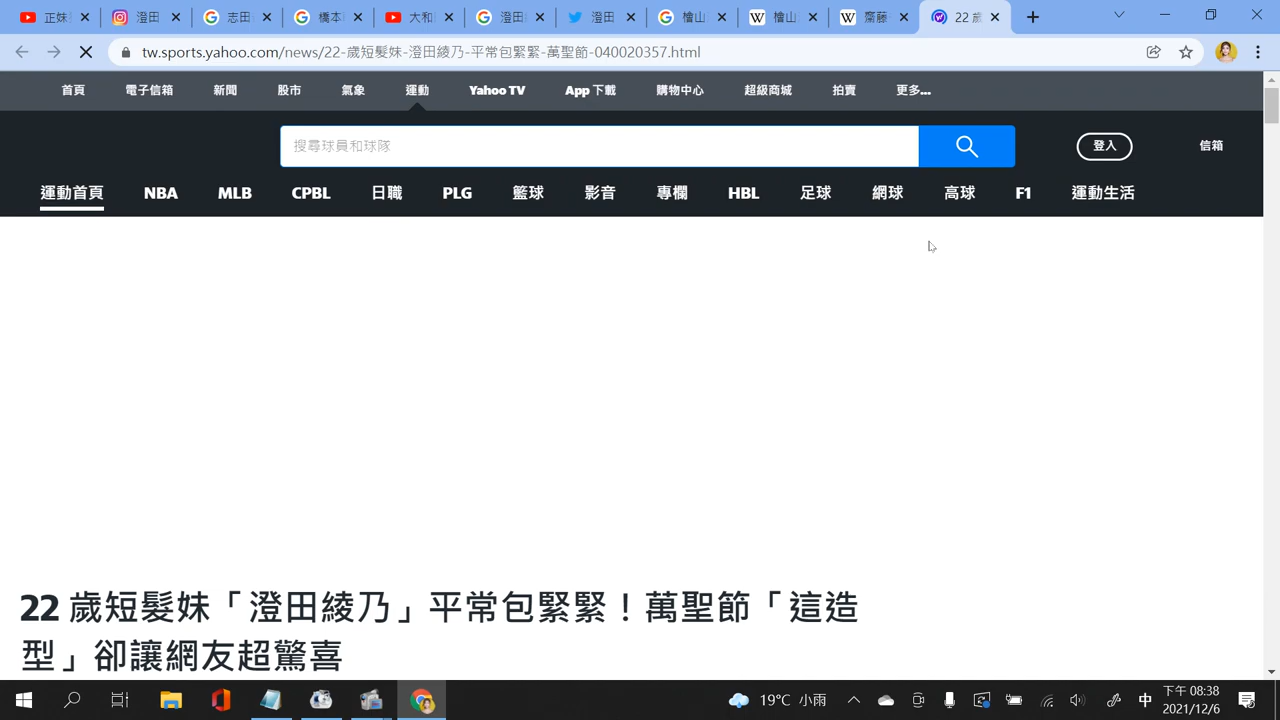 正妹
澄田
志田
橋本
大和
澄田
澄田
檜山
檜山
齋藤
22 歲
tw.sports.yahoo.com/news/22-歲短髮妹-澄田綾乃-平常包緊緊-萬聖節-040020357.html
首頁 電子信箱 新聞 股市 氣象 運動 Yahoo TV App 下載 購物中心 超級商城 拍賣 更多...
搜尋球員和球隊
登入 信箱
運動首頁 NBA MLB CPBL 日職 PLG 籃球 影音 專欄 HBL 足球 網球 高球 F1 運動生活
22 歲短髮妹「澄田綾乃」平常包緊緊！萬聖節「這造
型」卻讓網友超驚喜
19°C 小雨
中
下午 08:38
2021/12/6